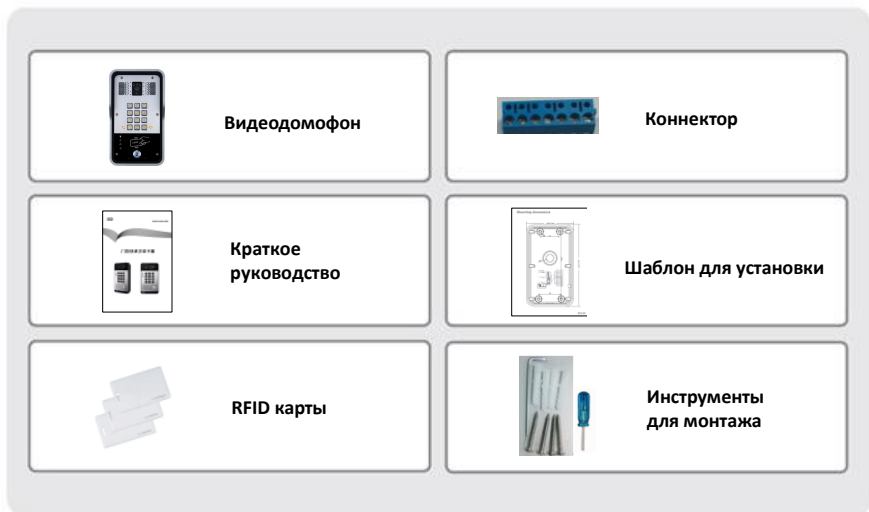 Видеодомофон
Коннектор
Краткое
руководство
Шаблон для установки
RFID карты
Инструменты
для монтажа